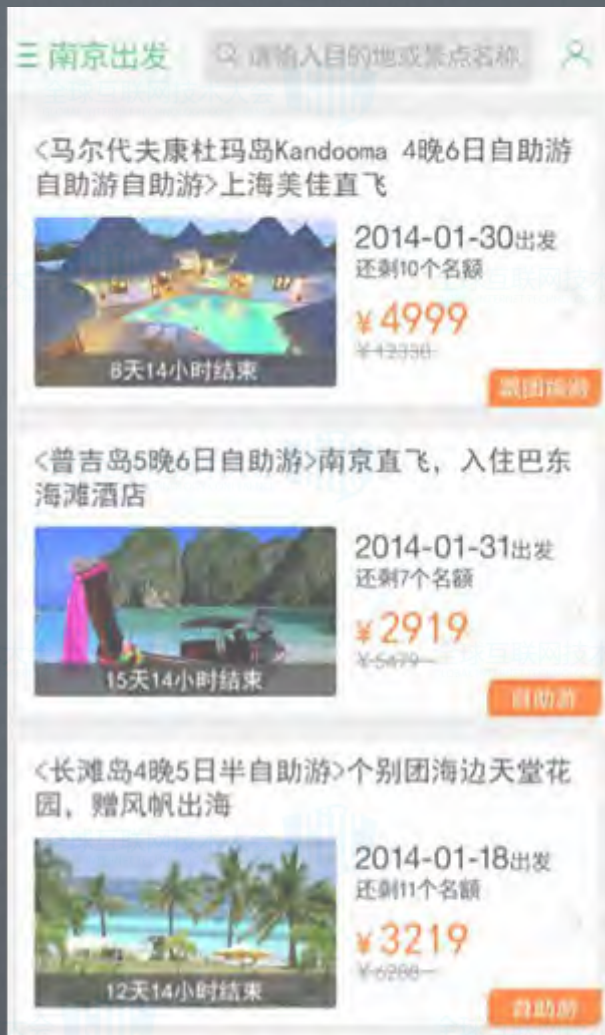 南京出发
请输入目的地或景点名称
<马尔代夫康杜玛岛Kandooma 4晚6日自助游
自助游自助游>上海美佳直飞
2014-01-30出发
还剩10个名额
¥4999
8天14小时结束
跟团旅游
<普吉岛5晚6日自助游>南京直飞，入住巴东
海滩酒店
2014-01-31出发
还剩7个名额
¥2919
¥5479
15天14小时结束
自助游
<长滩岛4晚5日半自助游>个别团海边天堂花
园，赠风帆出海
2014-01-18出发
还剩11个名额
¥3219
12天14小时结束
自助游